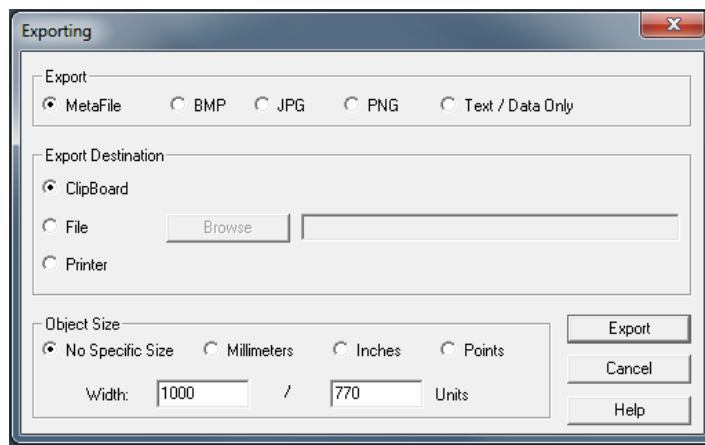 Exporting
Export
MetaFile BMP JPG PNG Text / Data Only
Export Destination
ClipBoard
File Browse
Printer
Object Size
No Specific Size Millimeters Inches Points
Width: 1000 / 770 Units
Export
Cancel
Help